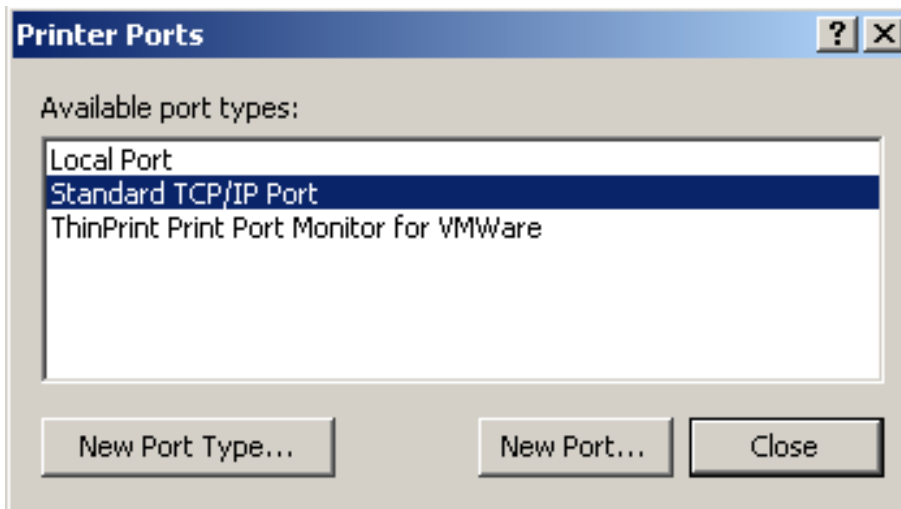 Printer Ports
Available port types:
Local Port
Standard TCP/IP Port
ThinPrint Print Port Monitor for VMWare
New Port Type... New Port... Close